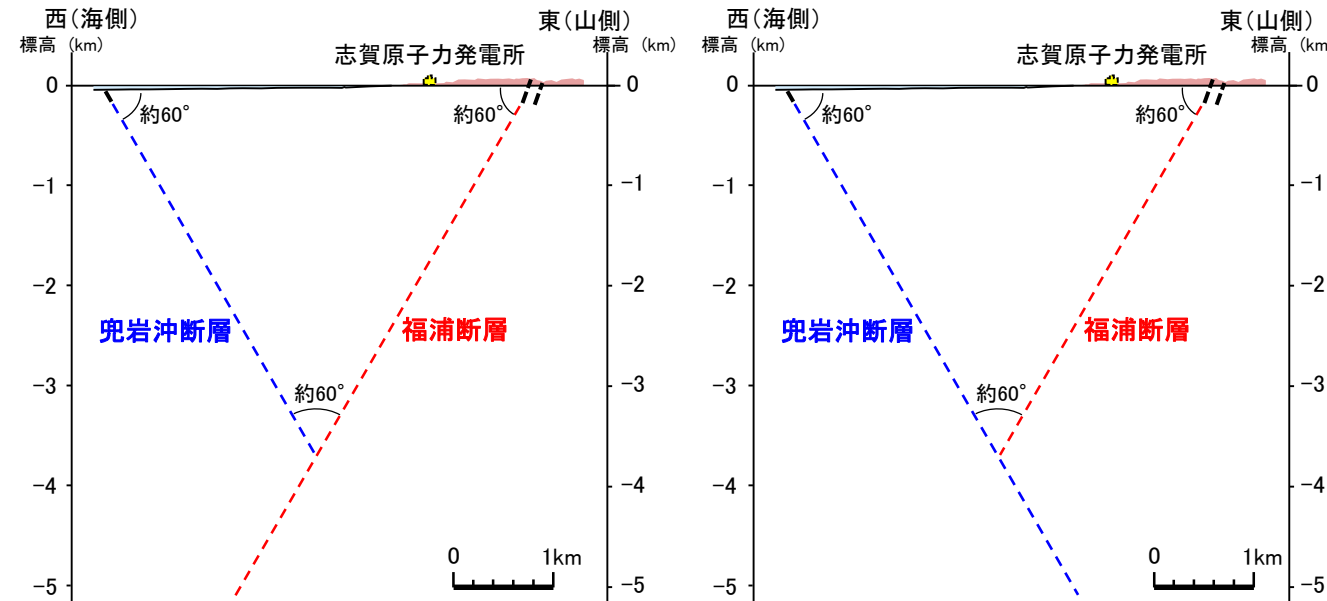 西(海側)
東(山側)
標高 (km)
標高 (km)
志賀原子力発電所
0
0
約60°
約60°
-1
-1
-2
-2
兜岩沖断層
福浦断層
-3
-3
約60°
-4
-4
0
1km
-5
-5
西(海側)
東(山側)
標高 (km)
標高 (km)
志賀原子力発電所
0
0
約60°
約60°
-1
-1
-2
-2
兜岩沖断層
福浦断層
-3
-3
約60°
-4
-4
0
1km
-5
-5